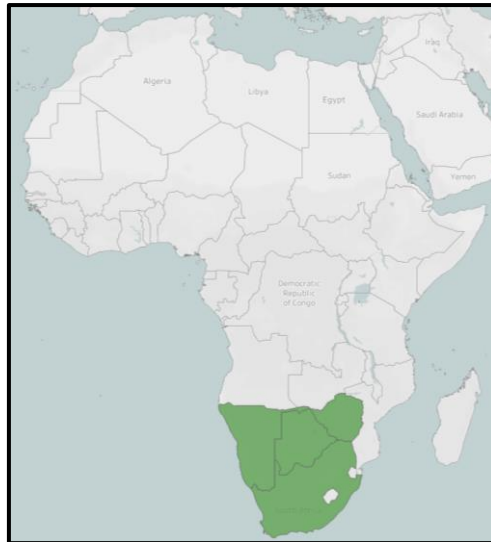 Iraq
Algeria
Libya
Egypt
Saudi Arabia
Sudan
Yemen
Democratic
Republic
of Congo